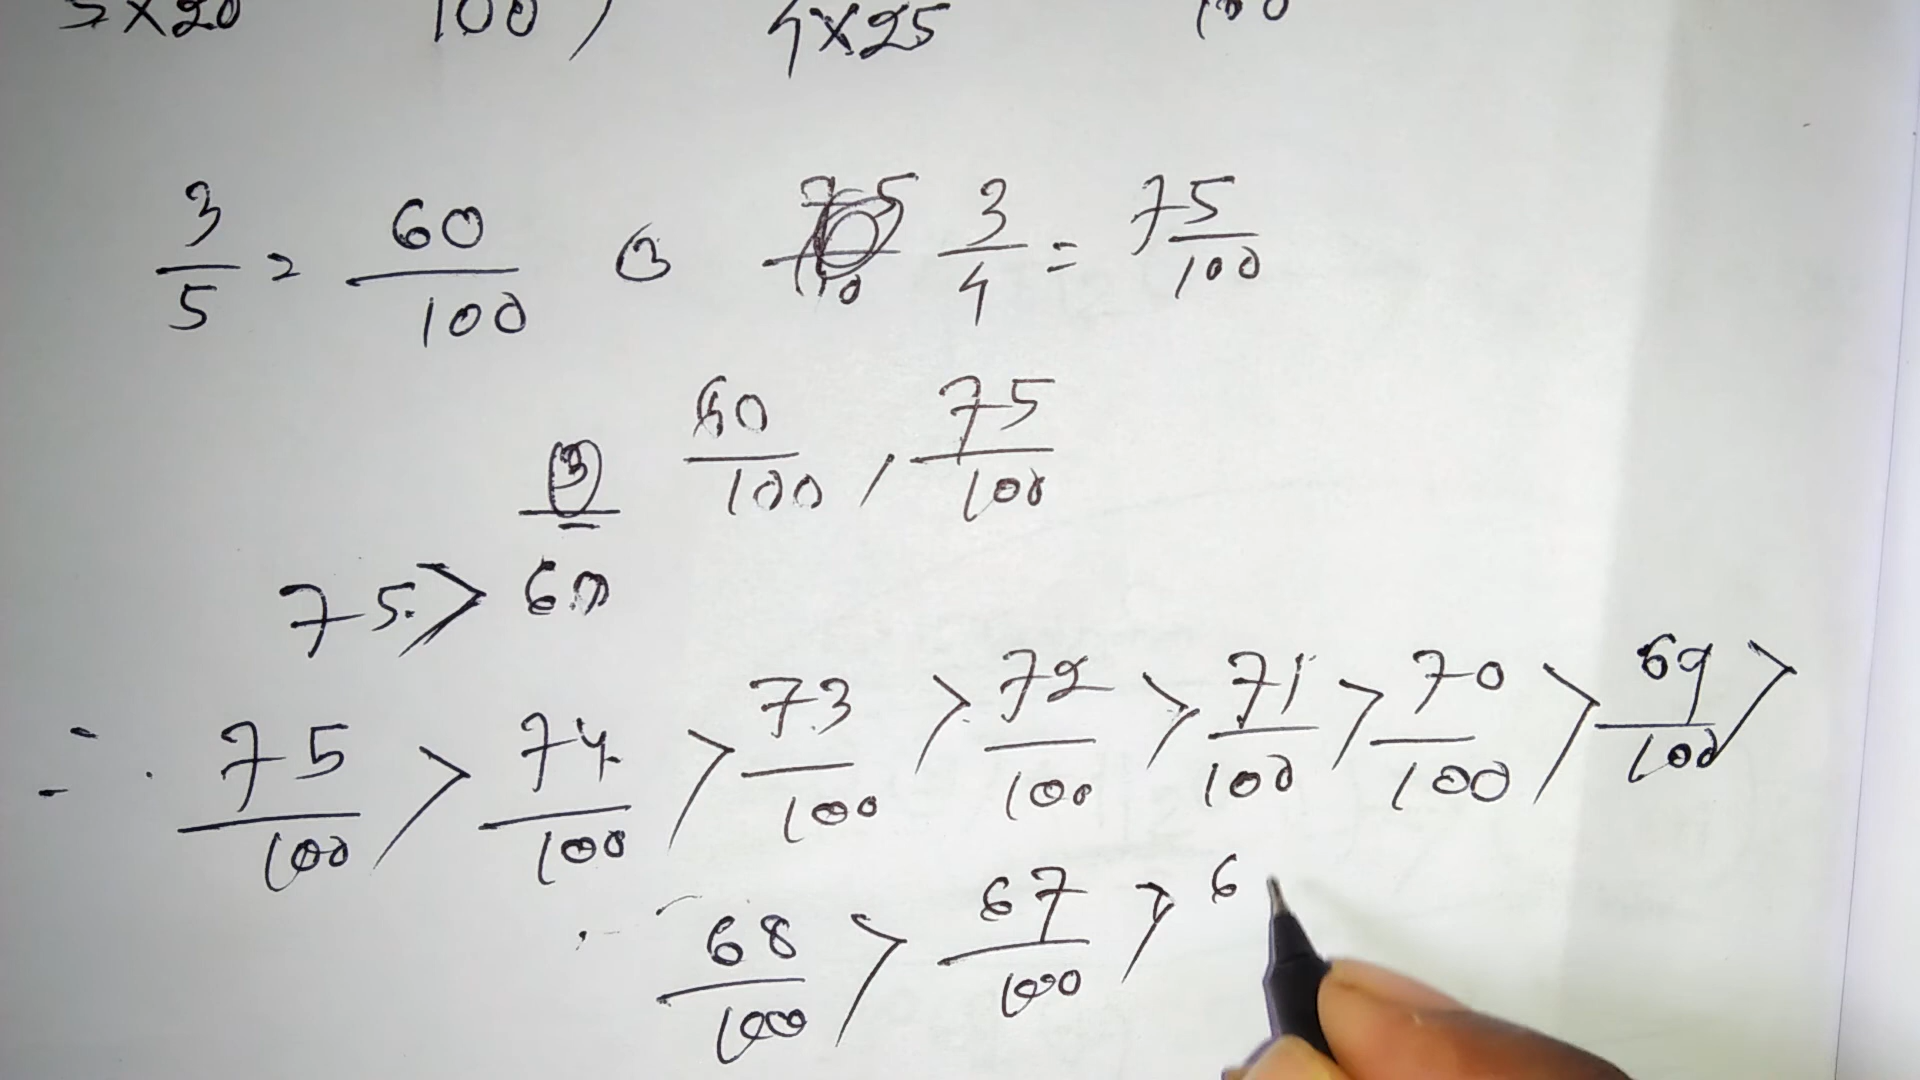 5×20 100, 4×25 100
3/5 = 60/100 ও 3/4 = 75/100
60/100, 75/100
75 > 60
= 75/100 > 74/100 > 73/100 > 72/100 > 71/100 > 70/100 > 69/100 >
68/100 > 67/100 > 6